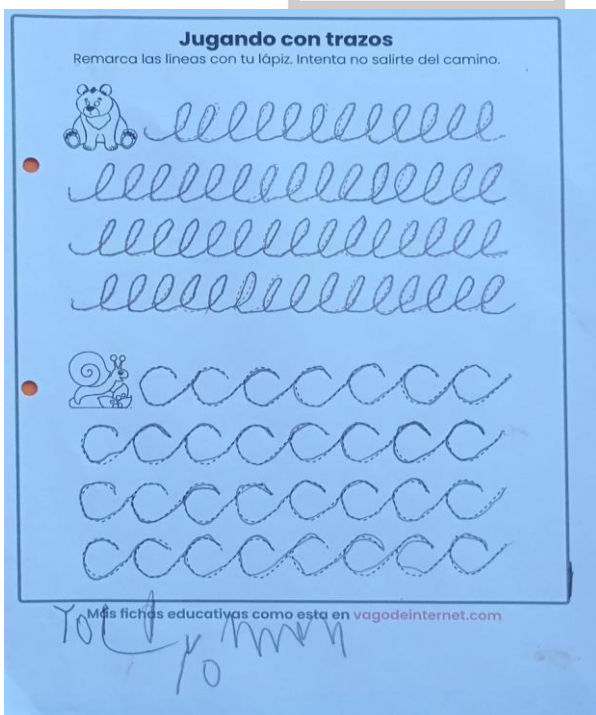 Jugando con trazos
Remarca las líneas con tu lápiz. Intenta no salirte del camino.
Más fichas educativas como esta en vagodeinternet.com
yo